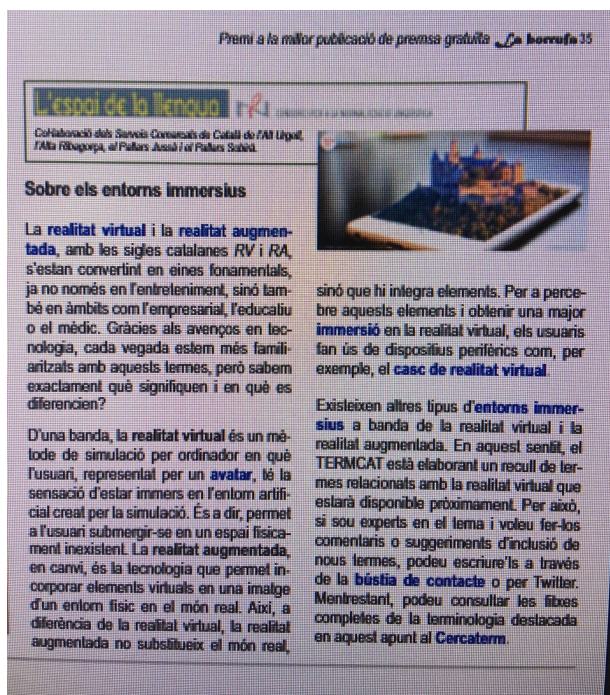 Premi a la millor publicació de premsa gratuïta La borrufa 35
L'espai de la llengua
Col·laboració dels Serveis Comarcals de Català de l'Alt Urgell,
l'Alta Ribagorça, el Pallars Jussà i el Pallars Sobirà.
Sobre els entorns immersius
La realitat virtual i la realitat augmen-
tada, amb les sigles catalanes RV i RA,
s'estan convertint en eines fonamentals,
ja no només en l'entreteniment, sinó tam-
bé en àmbits com l'empresarial, l'educatiu
o el mèdic. Gràcies als avenços en tec-
nologia, cada vegada estem més famili-
aritzats amb aquests termes, però sabem
exactament què signifiquen i en què es
diferencien?
D'una banda, la realitat virtual és un mè-
tode de simulació per ordinador en què
l'usuari, representat per un avatar, té la
sensació d'estar immers en l'entorn artifi-
cial creat per la simulació. És a dir, permet
a l'usuari submergir-se en un espai física-
ment inexistent. La realitat augmentada,
en canvi, és la tecnologia que permet in-
corporar elements virtuals en una imatge
d'un entorn físic en el món real. Així, a
diferència de la realitat virtual, la realitat
augmentada no substitueix el món real,
sinó que hi integra elements. Per a perce-
bre aquests elements i obtenir una major
immersió en la realitat virtual, els usuaris
fan ús de dispositius perifèrics com, per
exemple, el casc de realitat virtual.
Existeixen altres tipus d'entorns immer-
sius a banda de la realitat virtual i la
realitat augmentada. En aquest sentit, el
TERMCAT està elaborant un recull de ter-
mes relacionats amb la realitat virtual que
estarà disponible pròximament. Per això,
si sou experts en el tema i voleu fer-los
comentaris o suggeriments d'inclusió de
nous termes, podeu escriure'ls a través
de la bústia de contacte o per Twitter.
Mentrestant, podeu consultar les fitxes
completes de la terminologia destacada
en aquest apunt al Cercaterm.